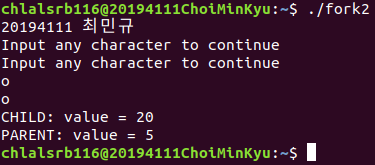 chlalsrb116@20194111ChoiMinKyu:~$ ./fork2
20194111 최민규
Input any character to continue
Input any character to continue
o
o
CHILD: value = 20
PARENT: value = 5
chlalsrb116@20194111ChoiMinKyu:~$